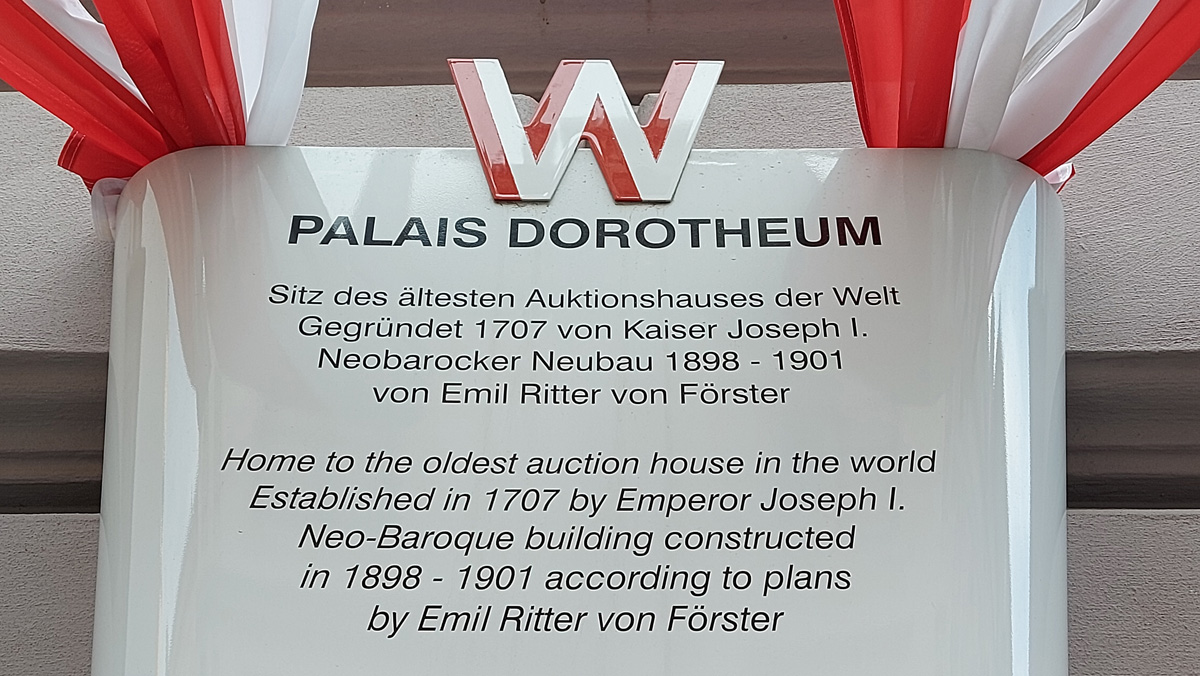 W
PALAIS DOROTHEUM
Sitz des ältesten Auktionshauses der Welt
Gegründet 1707 von Kaiser Joseph I.
Neobarocker Neubau 1898 - 1901
von Emil Ritter von Förster
Home to the oldest auction house in the world
Established in 1707 by Emperor Joseph I.
Neo-Baroque building constructed
in 1898 - 1901 according to plans
by Emil Ritter von Förster